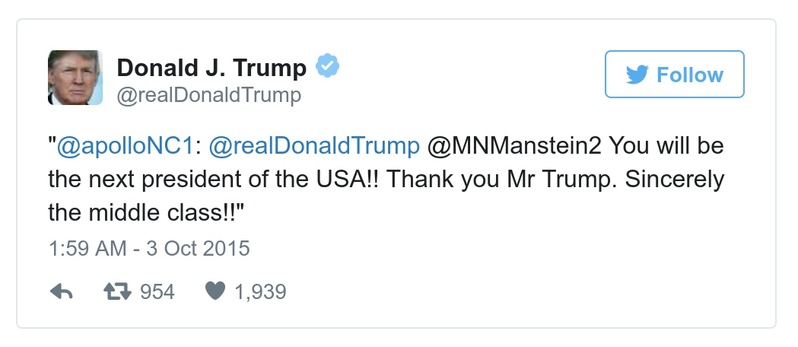 Donald J. Trump
@realDonaldTrump
Follow
"@apolloNC1: @realDonaldTrump @MNManstein2 You will be
the next president of the USA!! Thank you Mr Trump. Sincerely
the middle class!!"
1:59 AM - 3 Oct 2015
954 1,939